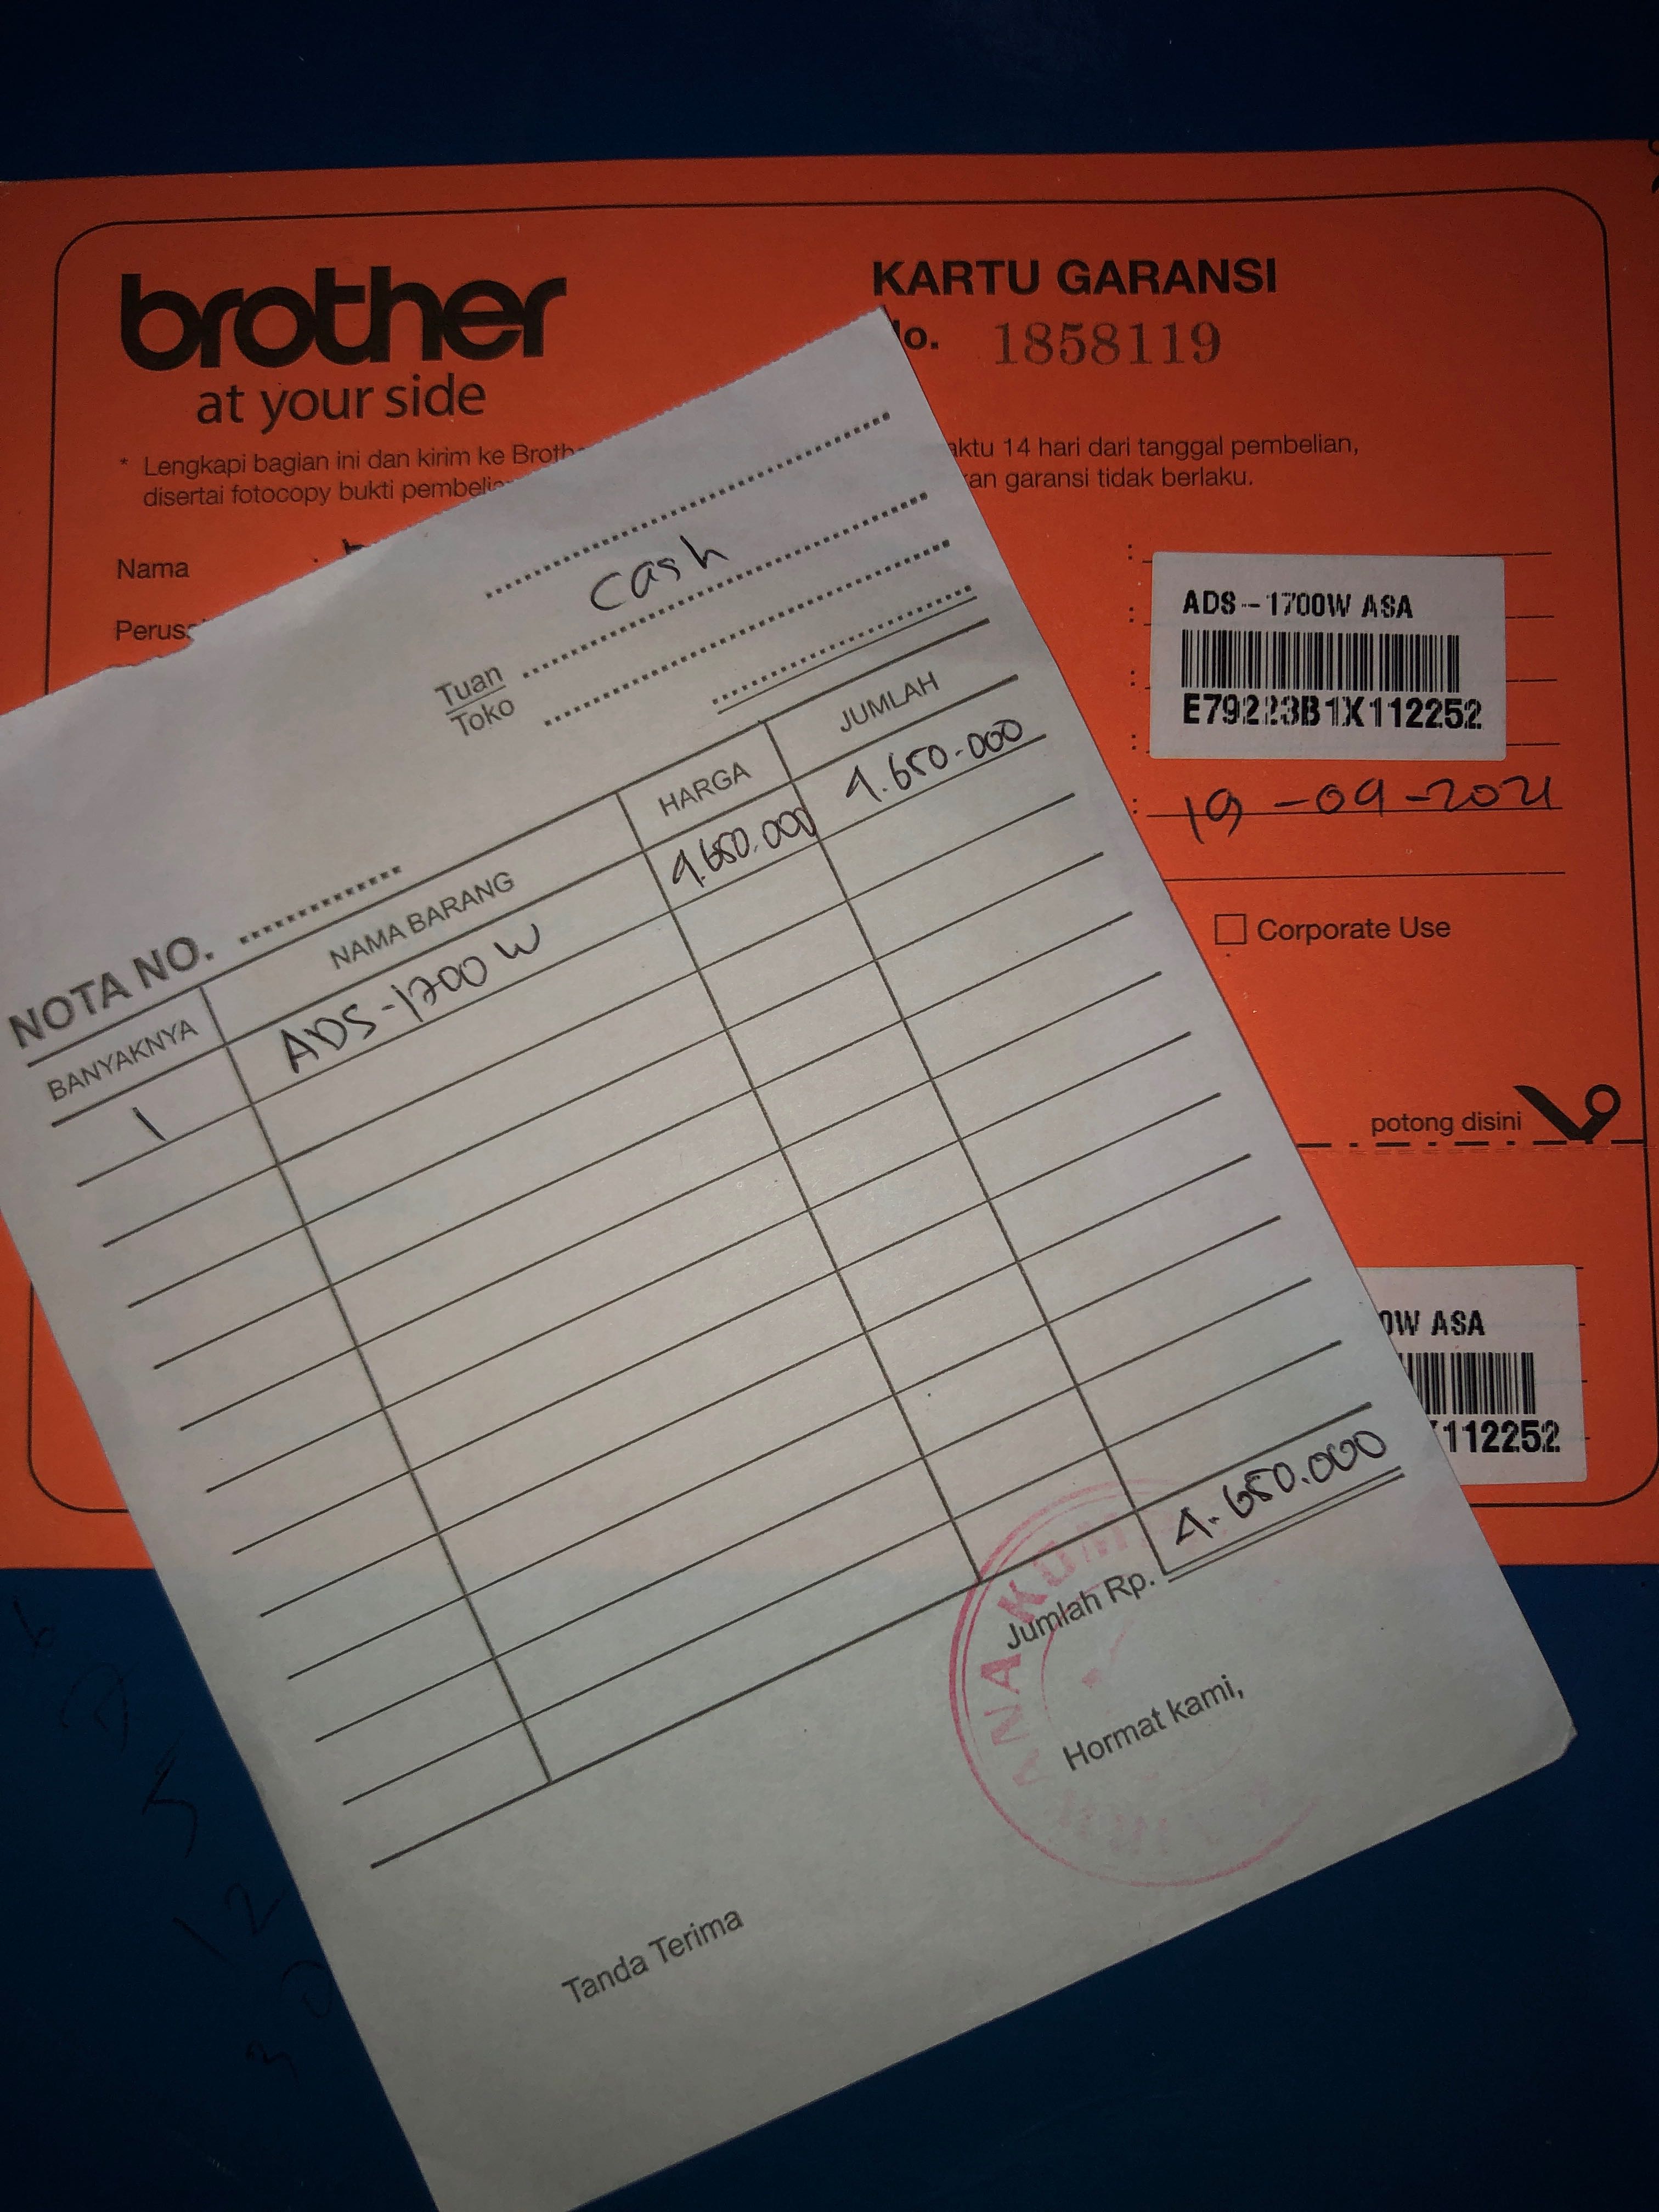 brother
at your side
KARTU GARANSI
No. 1858119
* Lengkapi bagian ini dan kirim ke
aktu 14 hari dari tanggal pembelian,
disertai fotocopy bukti
garansi tidak berlaku.
Nama
ADS-1700W ASA
E79223B1X112252
19-09-2021
Corporate Use
potong disini
0W ASA
112252
cash
Tuan
Toko
NOTA NO.
BANYAKNYA NAMA BARANG HARGA JUMLAH
1 ADS-1700 W 4.650.000 4.650.000
Jumlah Rp. 4.650.000
Tanda Terima
Hormat kami,